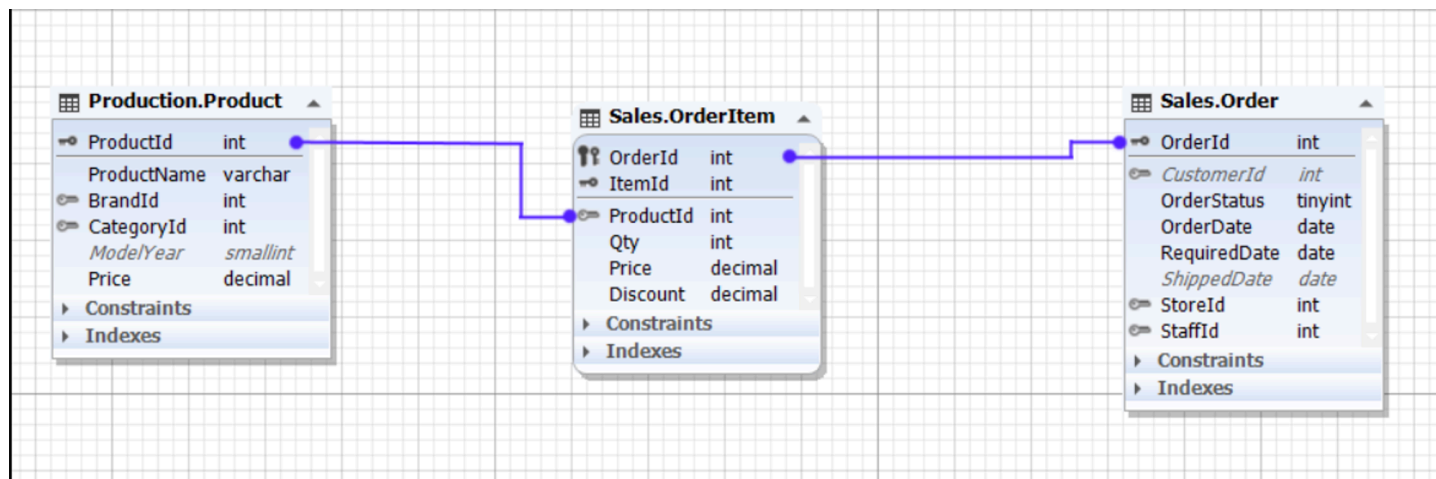 Production.Product
ProductId int
ProductName varchar
BrandId int
CategoryId int
ModelYear smallint
Price decimal
Constraints
Indexes
Sales.OrderItem
OrderId int
ItemId int
ProductId int
Qty int
Price decimal
Discount decimal
Constraints
Indexes
Sales.Order
OrderId int
CustomerId int
OrderStatus tinyint
OrderDate date
RequiredDate date
ShippedDate date
StoreId int
StaffId int
Constraints
Indexes